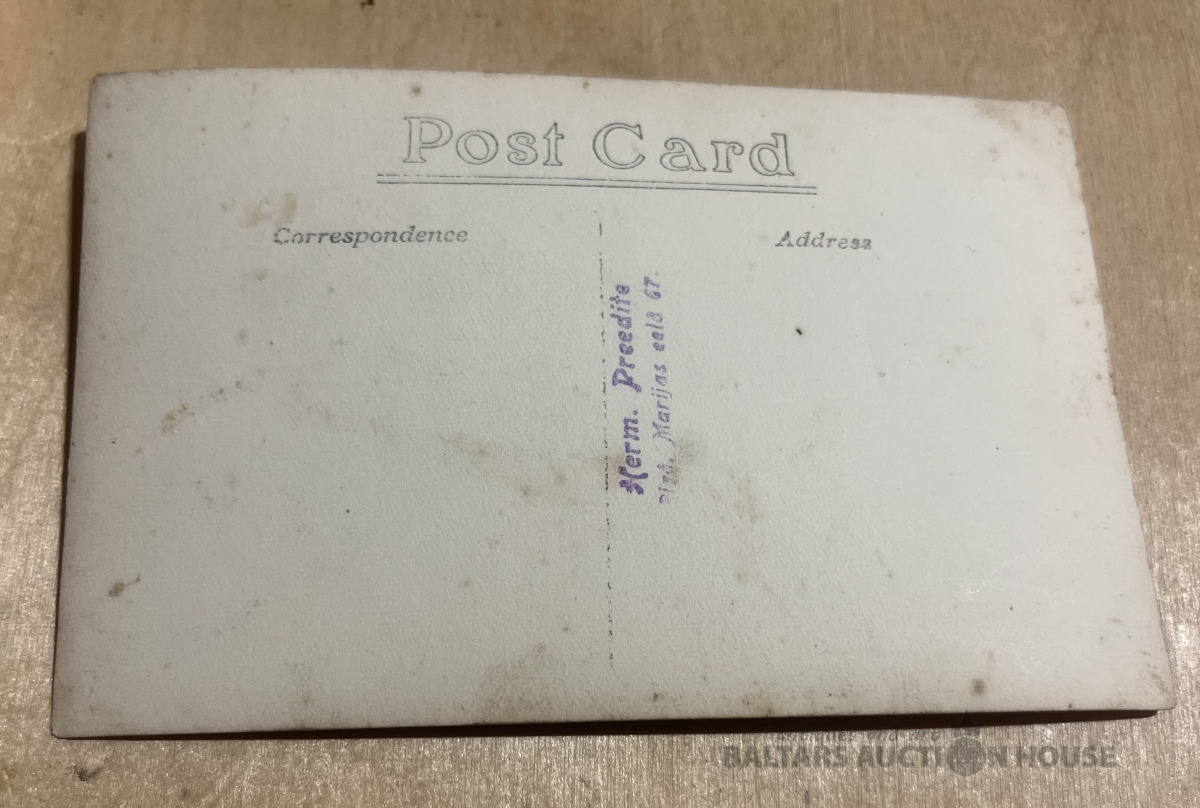 Post Card
Correspondence
Address
Herm. Preedite
Marijas eelā 67.
BALTARS AUCTION HOUSE